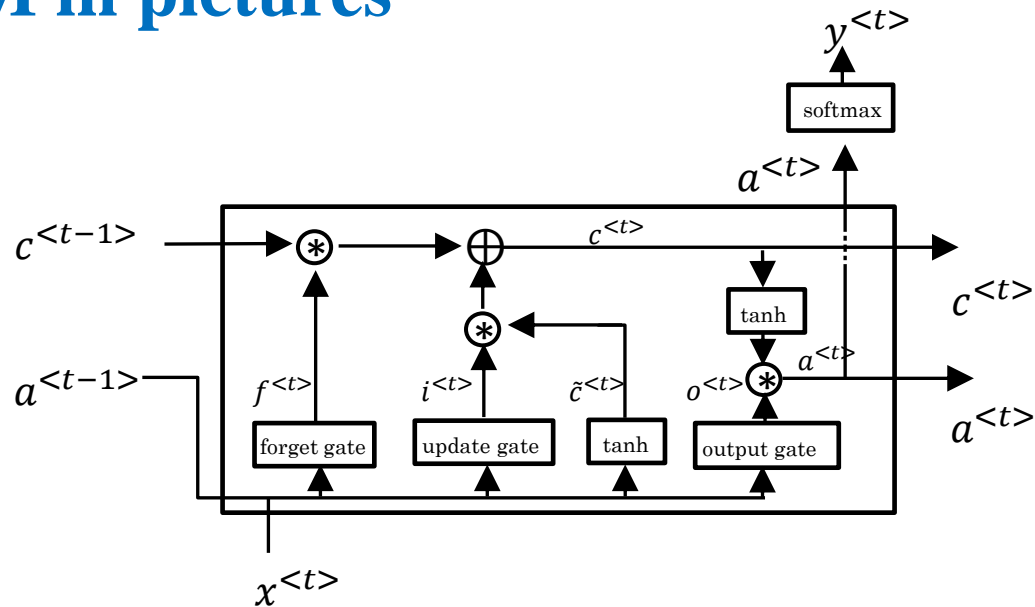 in pictures
y^{<t>}
softmax
a^{<t>}
c^{<t-1>}
c^{<t>}
tanh
c^{<t>}
a^{<t-1>}
f^{<t>}
i^{<t>}
c̃^{<t>}
o^{<t>}
a^{<t>}
a^{<t>}
forget gate
update gate
tanh
output gate
x^{<t>}